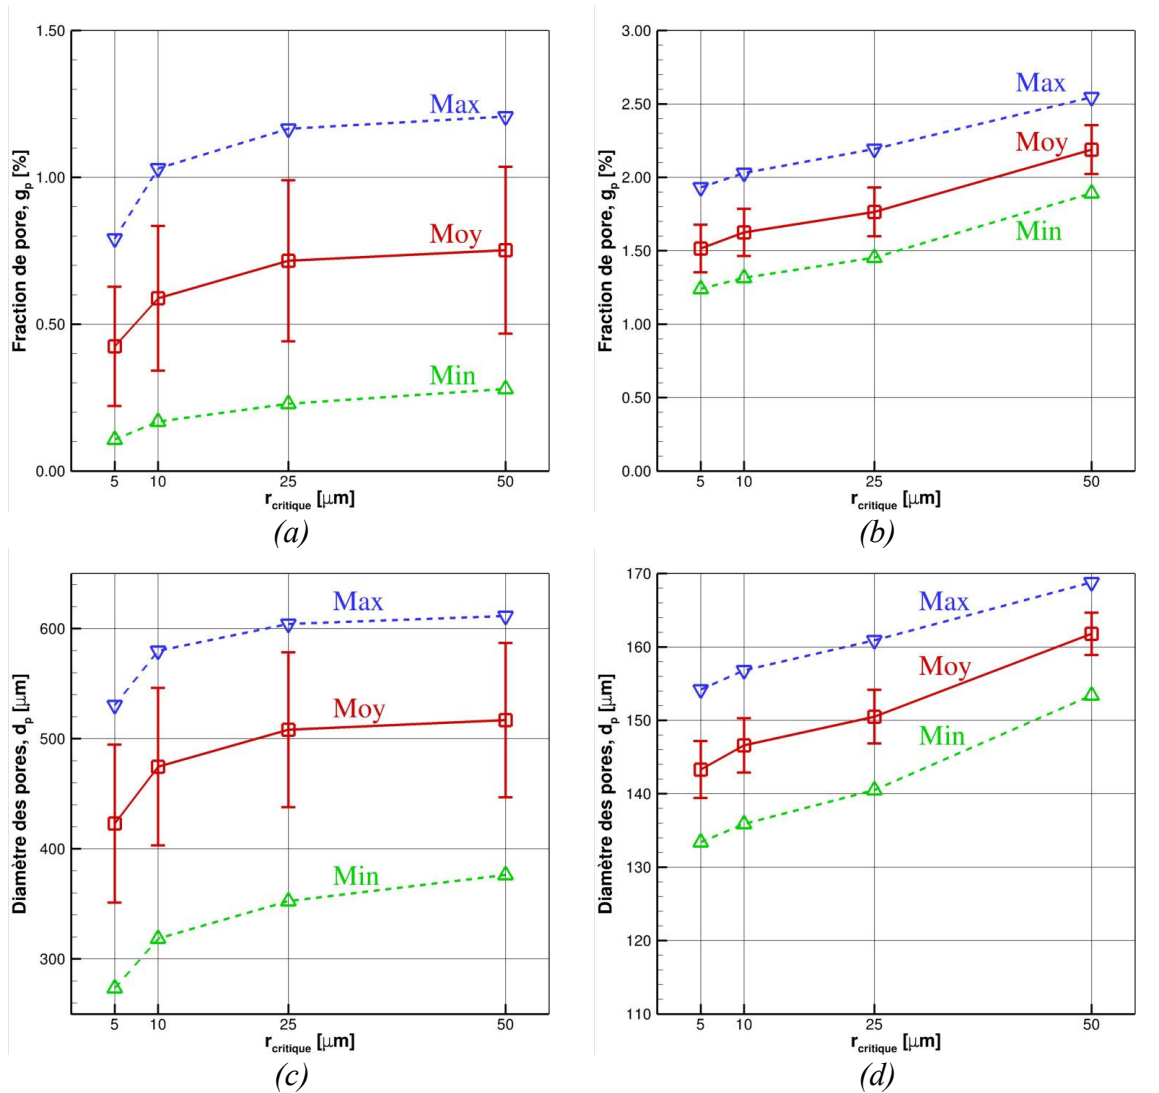 1.50
1.00
0.50
0.00
Fraction de pore, gp [%]
Max
Moy
Min
5 10 25 50
rcritique [μm]
(a)
3.00
2.50
2.00
1.50
1.00
0.50
0.00
Fraction de pore, gp [%]
Max
Moy
Min
5 10 25 50
rcritique [μm]
(b)
600
500
400
300
Diamètre des pores, dp [μm]
Max
Moy
Min
5 10 25 50
rcritique [μm]
(c)
170
160
150
140
130
120
110
Diamètre des pores, dp [μm]
Max
Moy
Min
5 10 25 50
rcritique [μm]
(d)